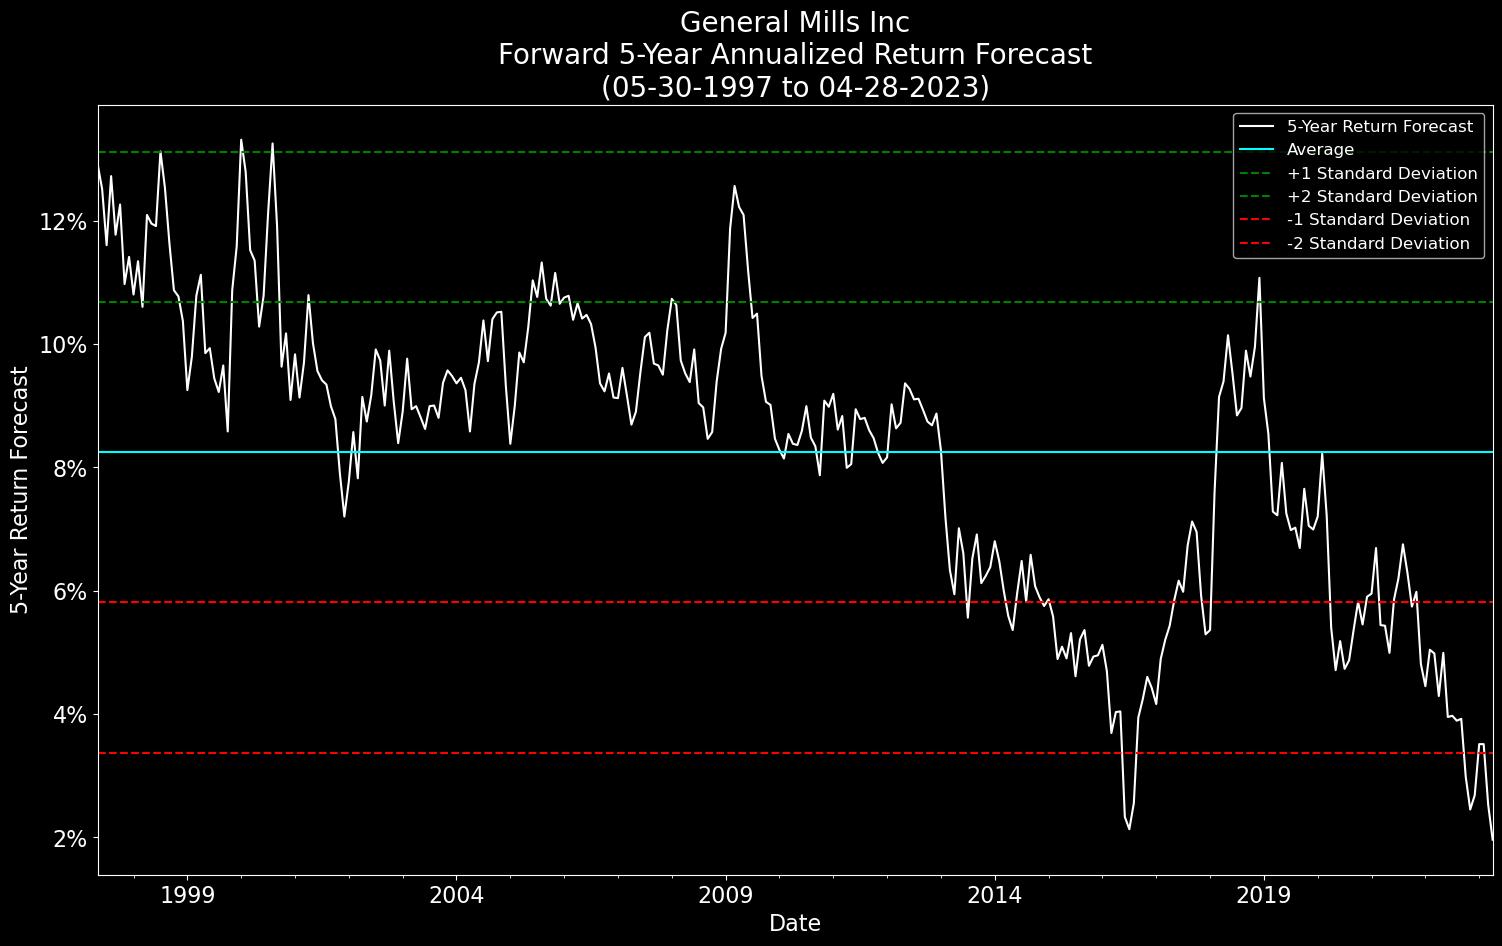 General Mills Inc
Forward 5-Year Annualized Return Forecast
(05-30-1997 to 04-28-2023)
5-Year Return Forecast
Average
+1 Standard Deviation
+2 Standard Deviation
-1 Standard Deviation
-2 Standard Deviation
5-Year Return Forecast
12%
10%
8%
6%
4%
2%
1999 2004 2009 2014 2019
Date